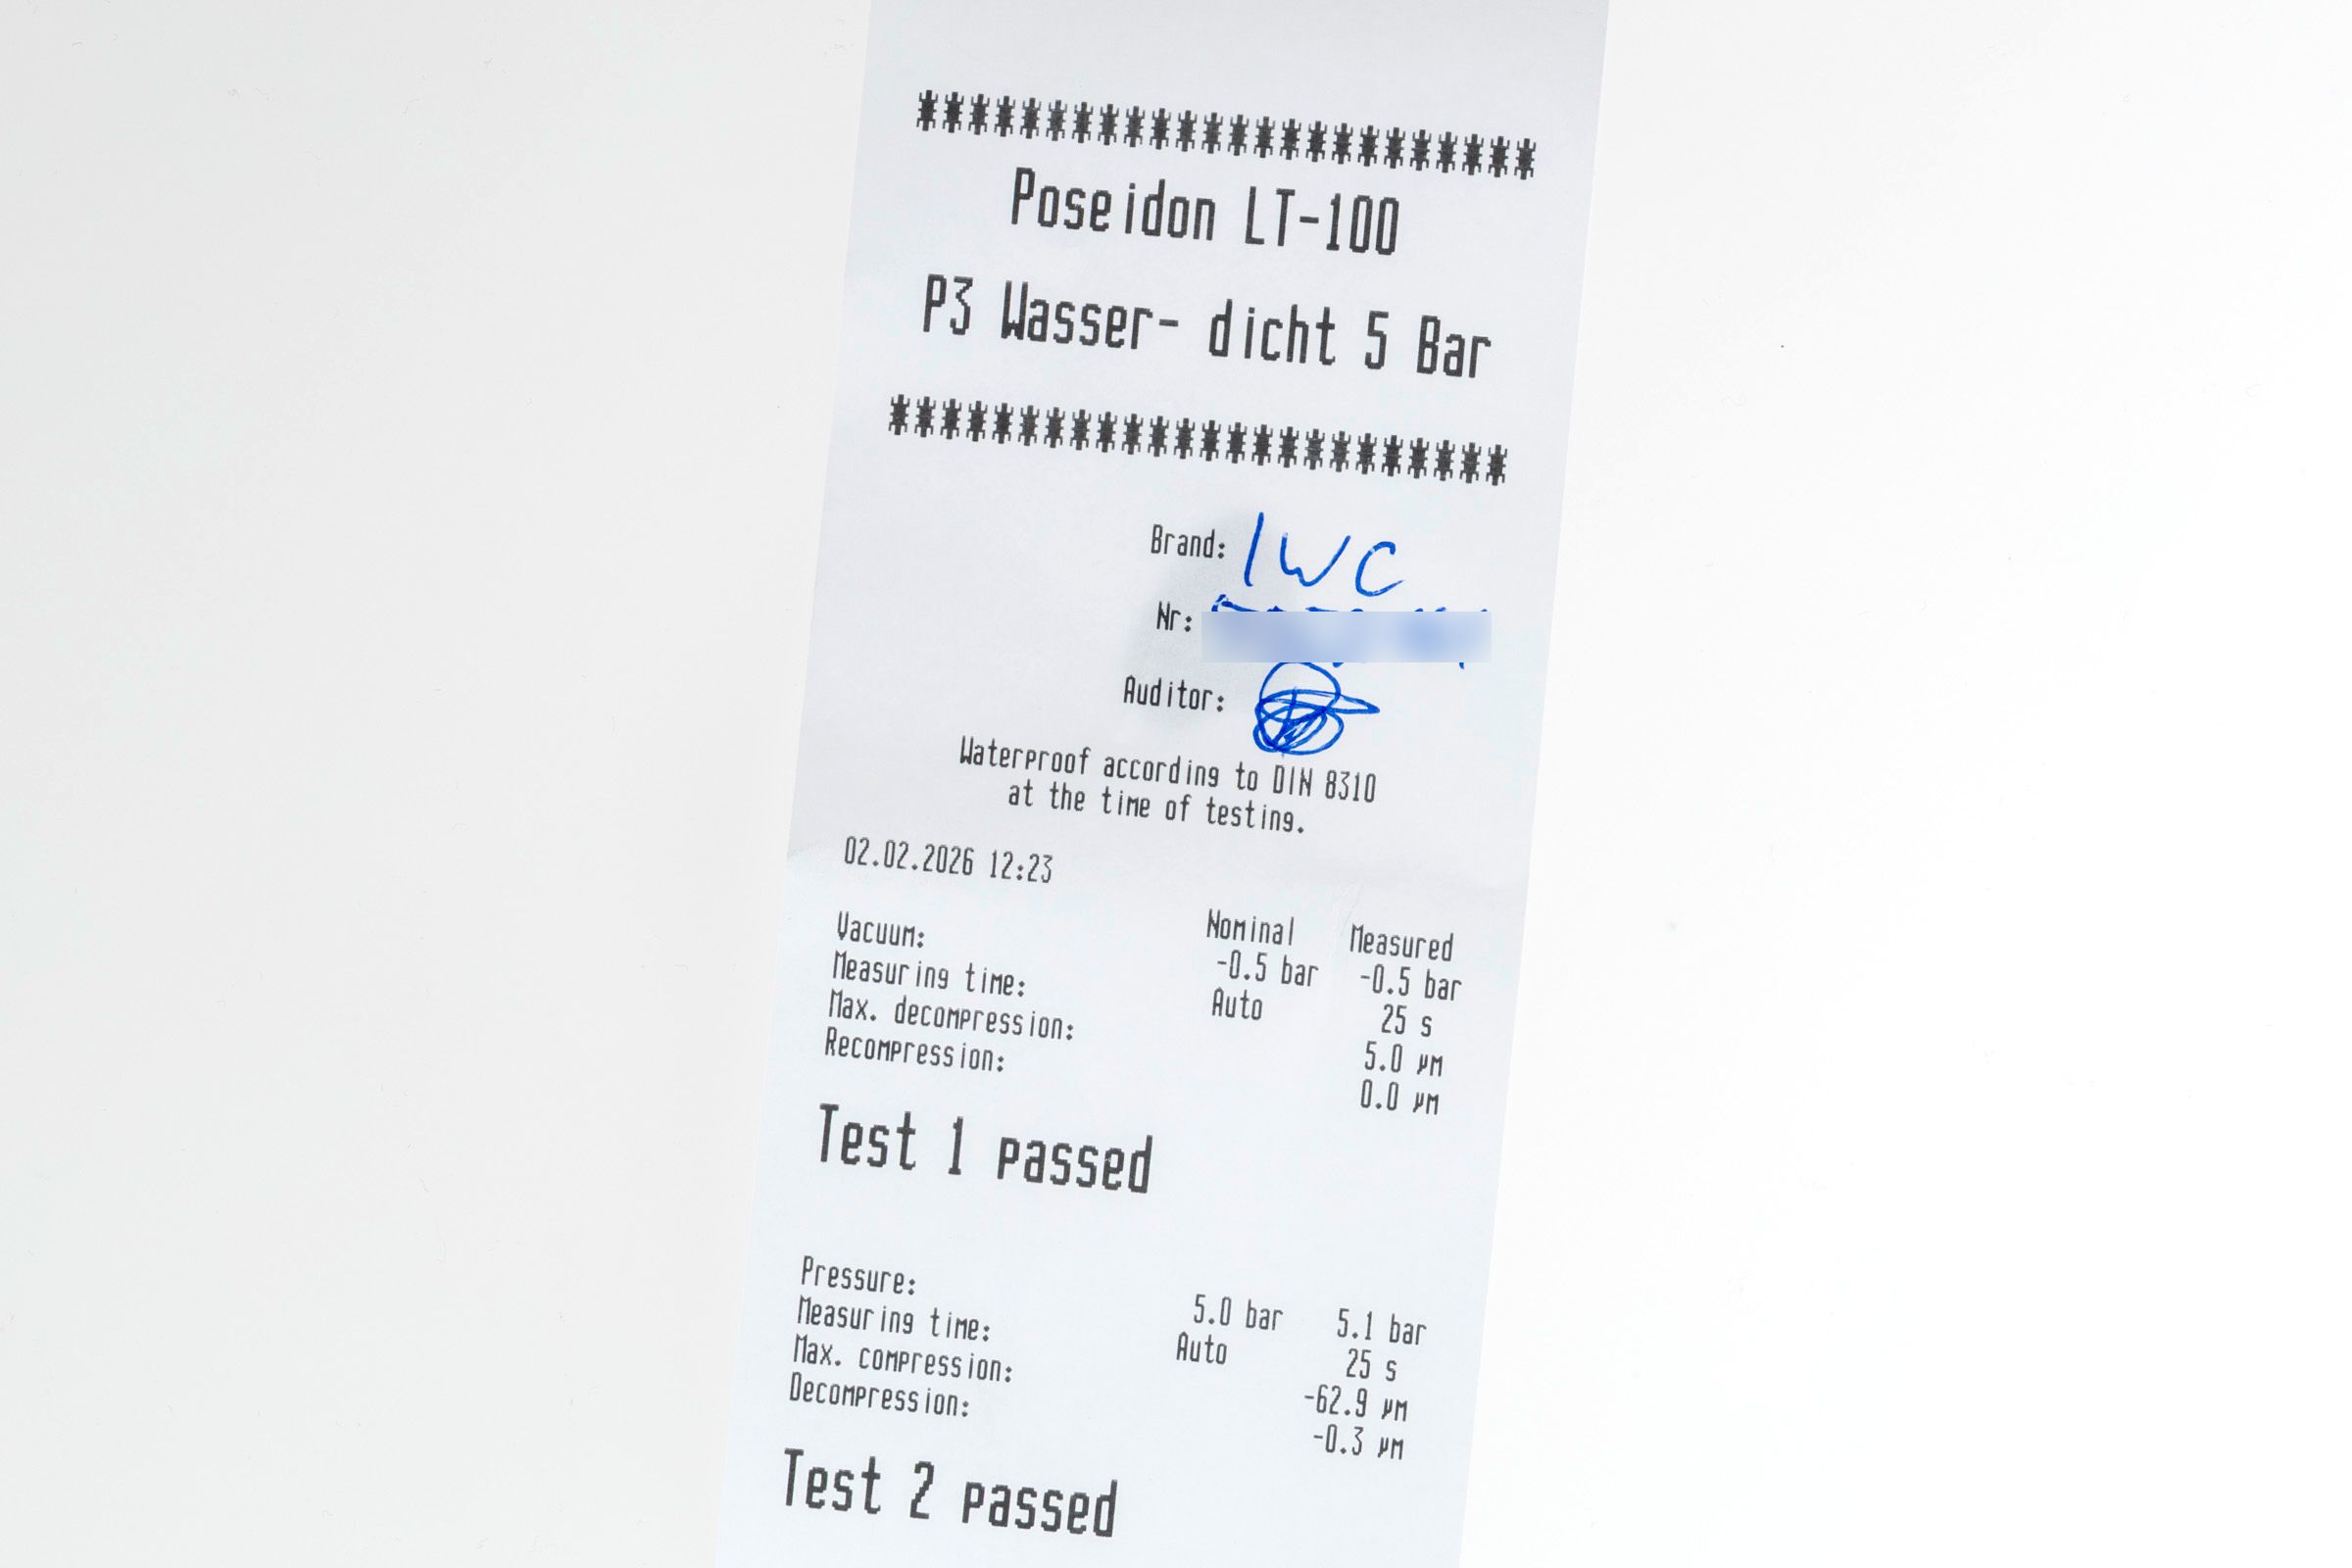 ************************
Poseidon LT-100
P3 Wasser- dicht 5 Bar
************************
Brand: IWC
Nr:
Auditor:
Waterproof according to DIN 8310
at the time of testing.
02.02.2026 12:23
Nominal Measured
Vacuum: -0.5 bar -0.5 bar
Measuring time: Auto 25 s
Max. decompression: 5.0 µm
Recompression: 0.0 µm
Test 1 passed
Pressure: 5.0 bar 5.1 bar
Measuring time: Auto 25 s
Max. compression: -62.9 µm
Decompression: -0.3 µm
Test 2 passed